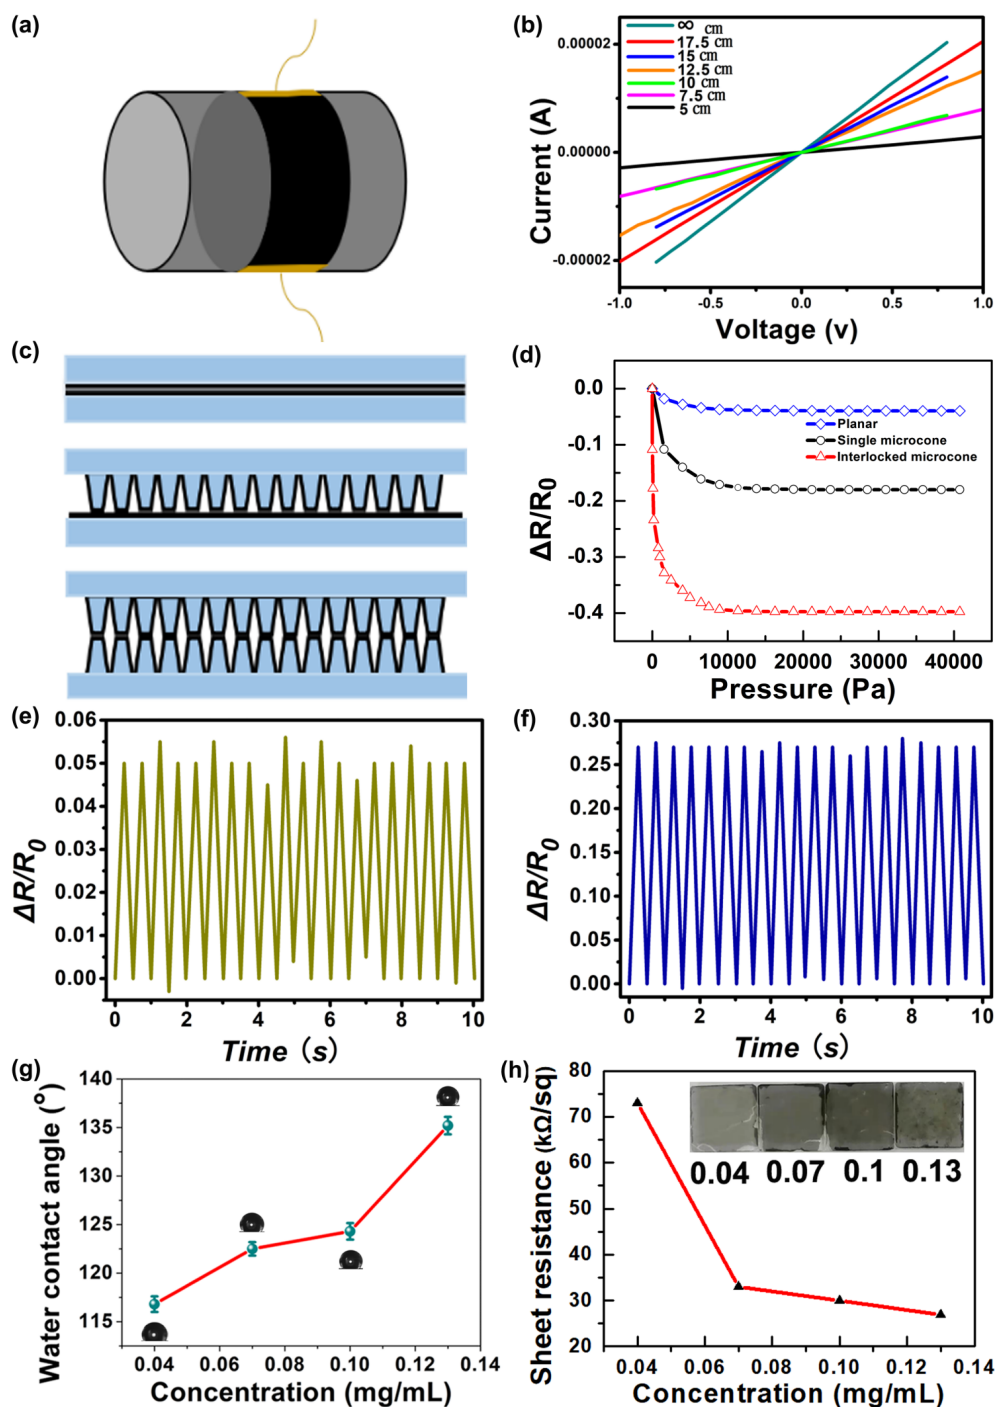 (a)
(b)
∞ cm
17.5 cm
15 cm
12.5 cm
10 cm
7.5 cm
5 cm
0.00002
0.00000
-0.00002
Current (A)
-1.0 -0.5 0.0 0.5 1.0
Voltage (v)
(c)
(d)
0.0
-0.1
-0.2
-0.3
-0.4
ΔR/R0
Planar
Single microcone
Interlocked microcone
0 10000 20000 30000 40000
Pressure (Pa)
(e)
0.06
0.05
0.04
0.03
0.02
0.01
0.00
ΔR/R0
0 2 4 6 8 10
Time (s)
(f)
0.30
0.25
0.20
0.15
0.10
0.05
0.00
ΔR/R0
0 2 4 6 8 10
Time (s)
(g)
140
135
130
125
120
115
Water contact angle (°)
0.04 0.06 0.08 0.10 0.12 0.14
Concentration (mg/mL)
(h)
80
70
60
50
40
30
20
Sheet resistance (kΩ/sq)
0.04 0.07 0.1 0.13
0.04 0.06 0.08 0.10 0.12 0.14
Concentration (mg/mL)